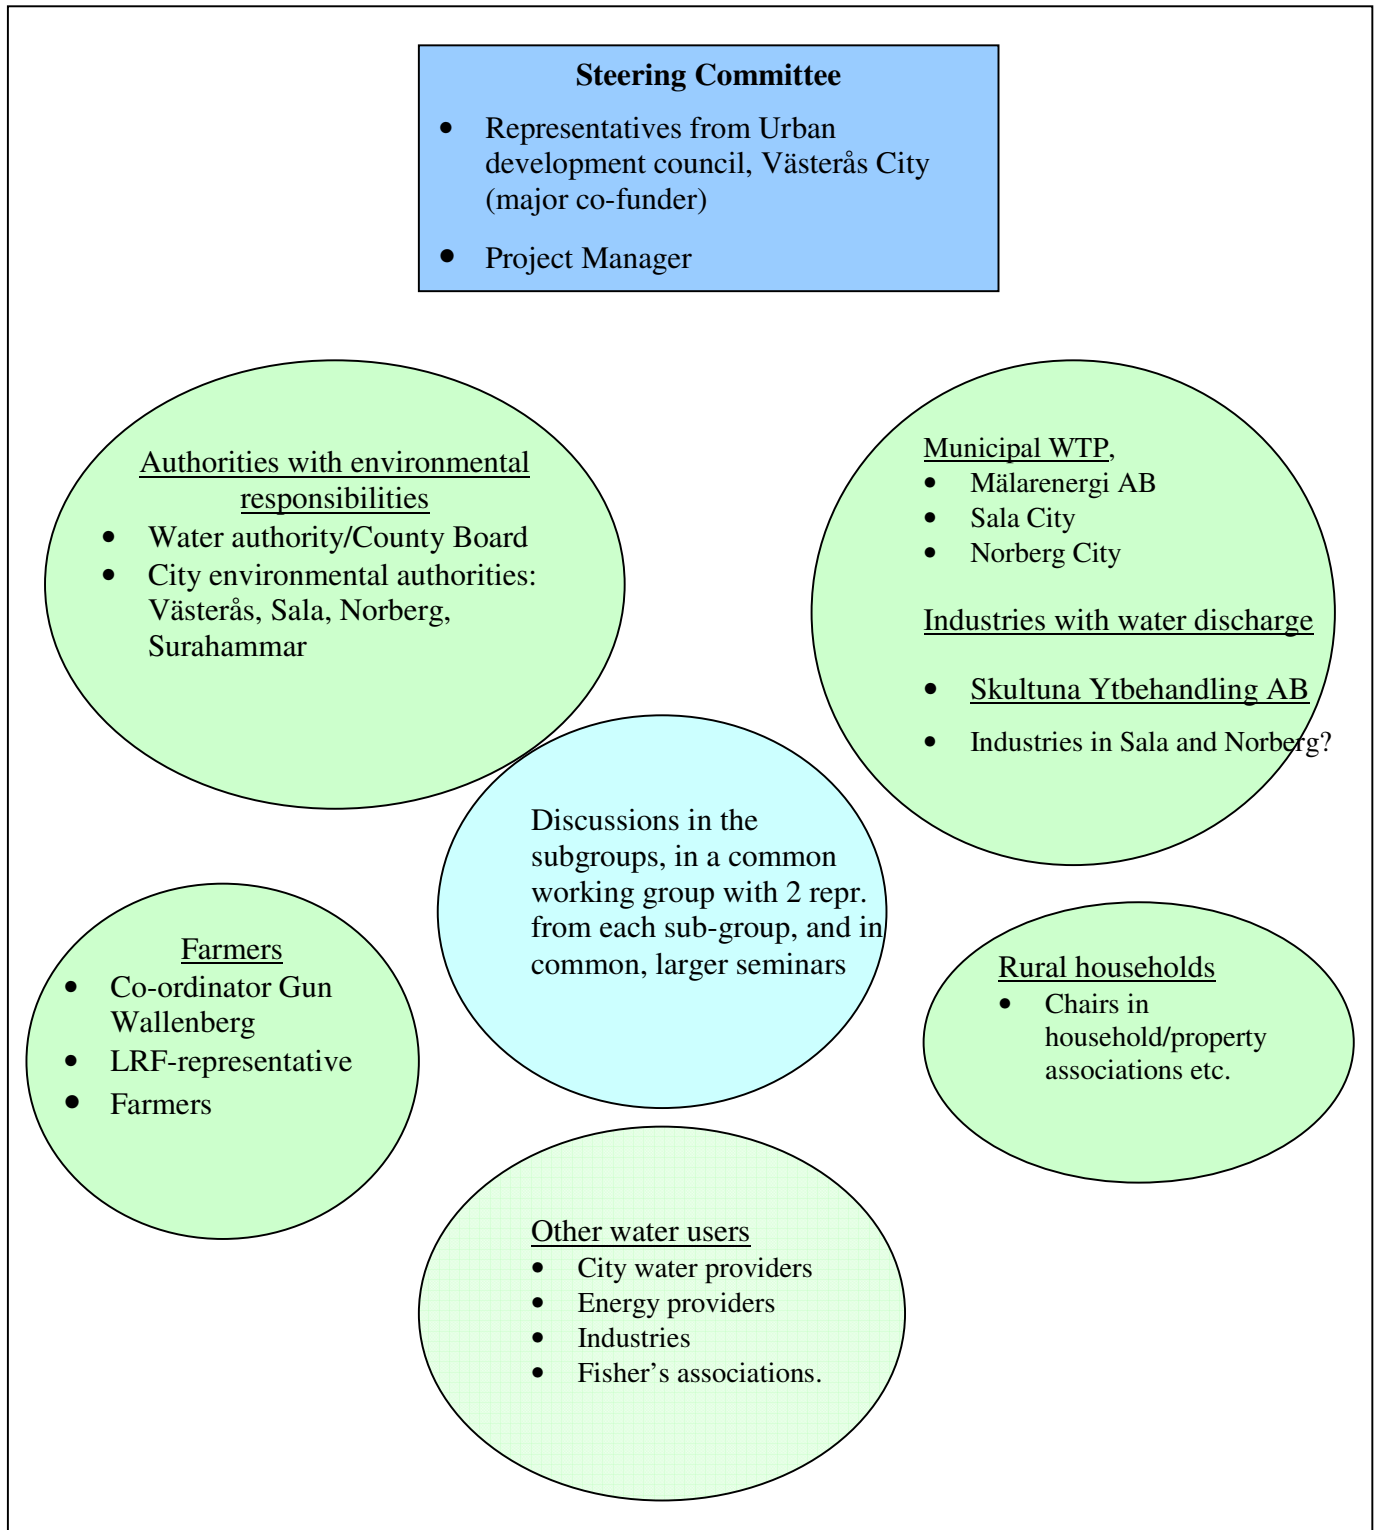 Steering Committee
• Representatives from Urban
development council, Västerås City
(major co-funder)
• Project Manager
Authorities with environmental
responsibilities
• Water authority/County Board
• City environmental authorities:
Västerås, Sala, Norberg,
Surahammar
Municipal WTP,
• Mälarenergi AB
• Sala City
• Norberg City
Industries with water discharge
• Skultuna Ytbehandling AB
• Industries in Sala and Norberg?
Discussions in the
subgroups, in a common
working group with 2 repr.
from each sub-group, and in
common, larger seminars
Farmers
• Co-ordinator Gun
Wallenberg
• LRF-representative
• Farmers
Rural households
• Chairs in
household/property
associations etc.
Other water users
• City water providers
• Energy providers
• Industries
• Fisher’s associations.